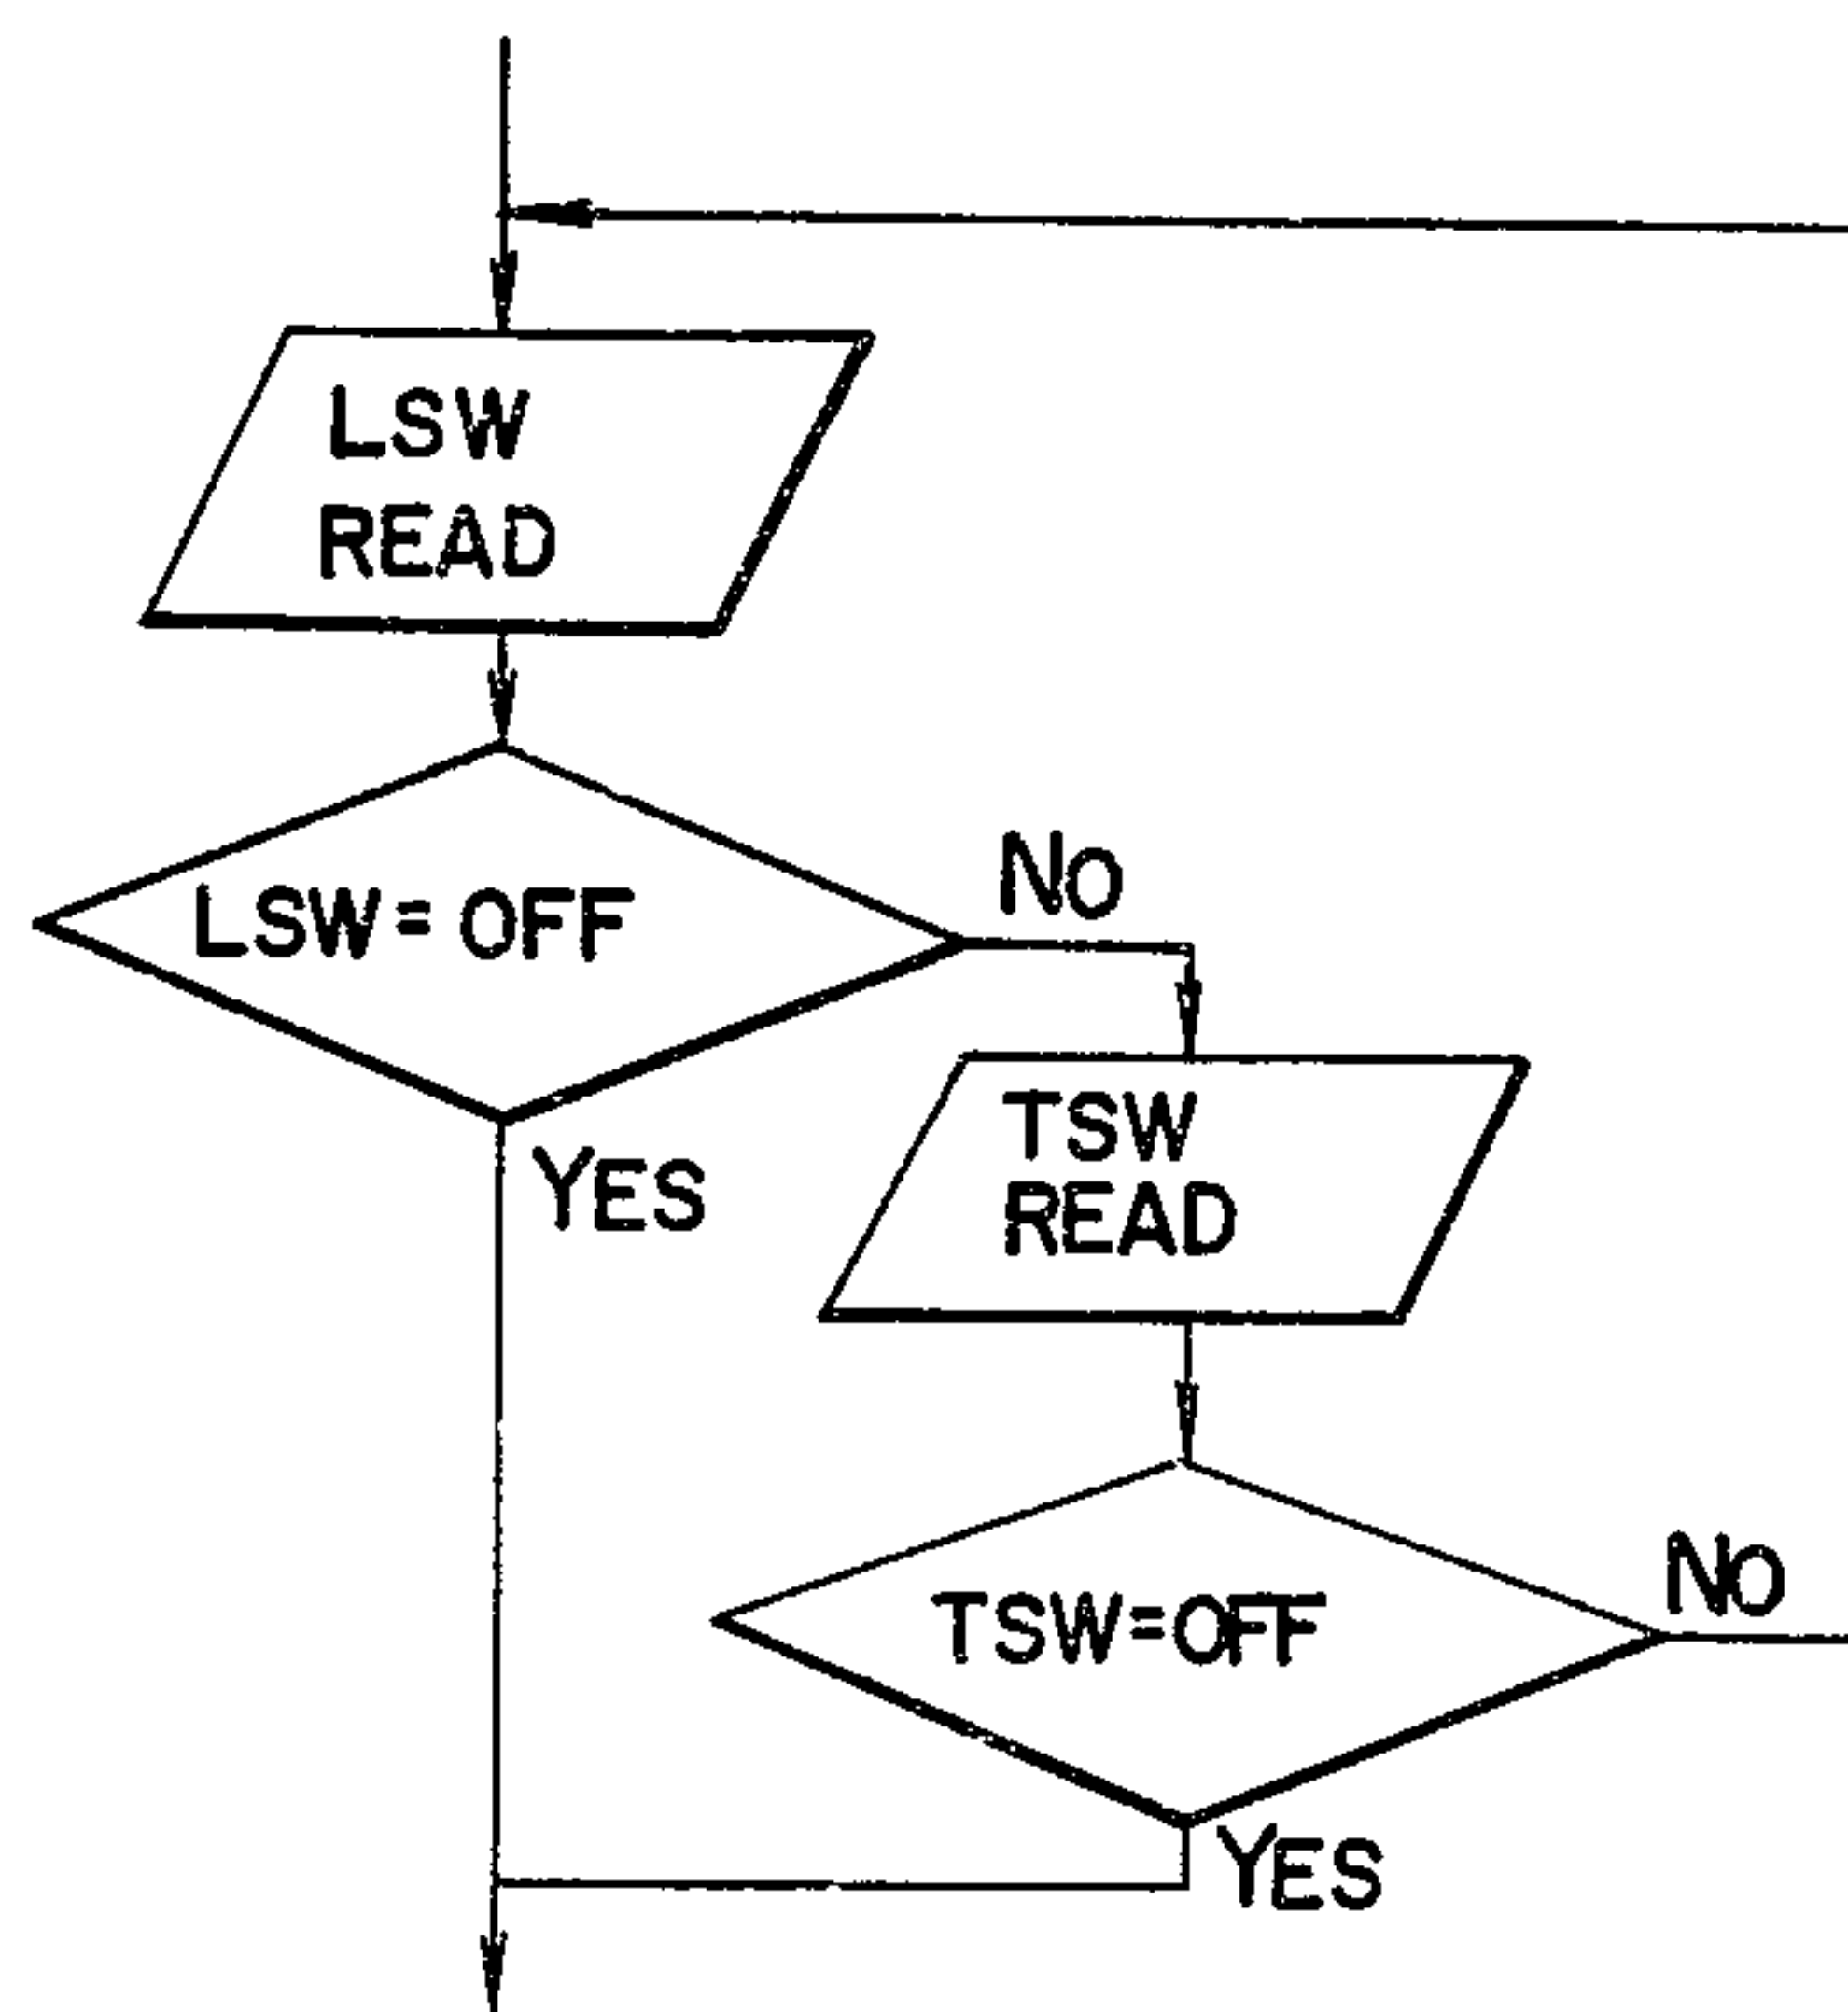 LSW
READ
LSW= OFF
NO
YES
TSW
READ
TSW=OFF
NO
YES